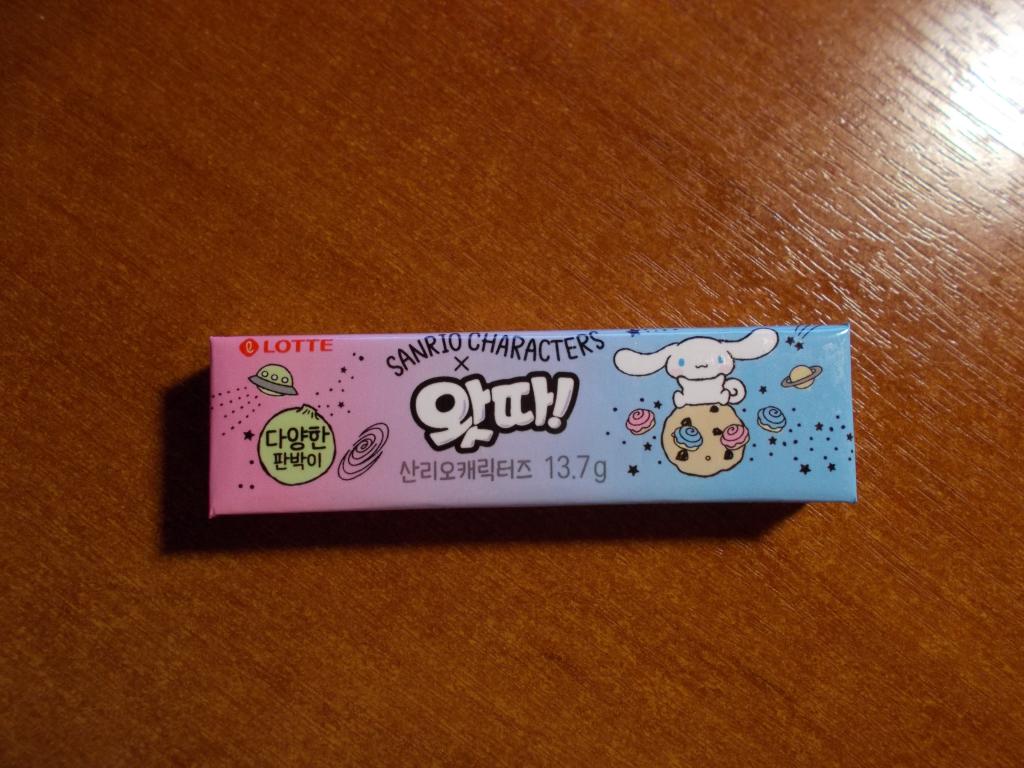 LOTTE
SANRIO CHARACTERS
×
왓따!
다양한
판박이
산리오캐릭터즈 13.7g